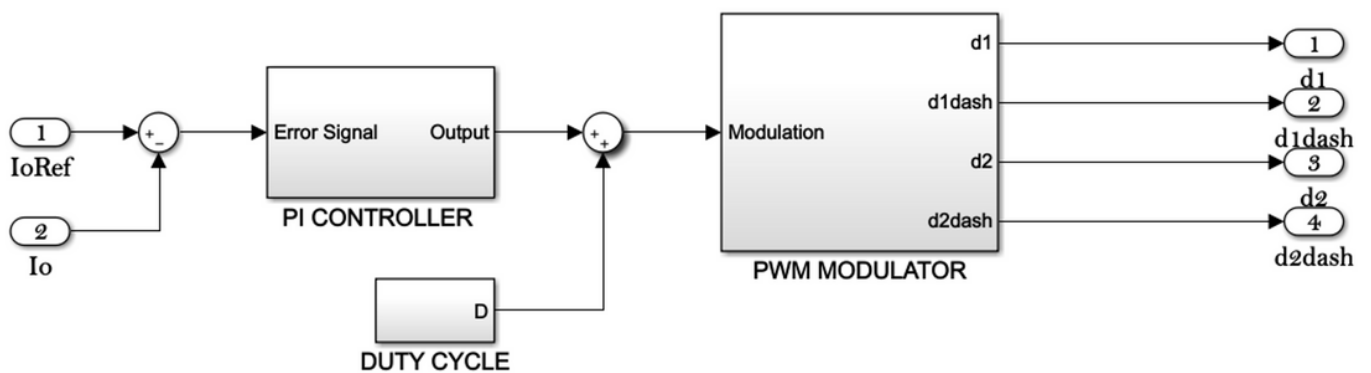 1
IoRef
2
Io
+
−
Error Signal
Output
PI CONTROLLER
D
DUTY CYCLE
+
+
Modulation
d1
d1dash
d2
d2dash
PWM MODULATOR
1
d1
2
d1dash
3
d2
4
d2dash